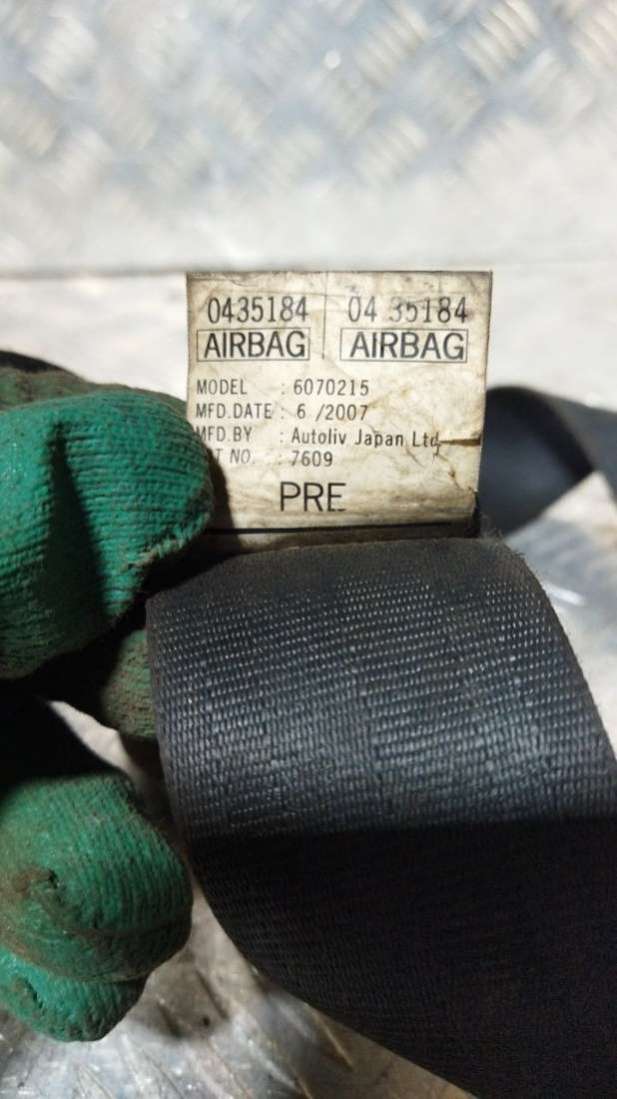 0435184 04 35184
AIRBAG AIRBAG
MODEL : 6070215
MFD.DATE : 6 /2007
MFD.BY : Autoliv Japan Ltd
NO. : 7609
PRE